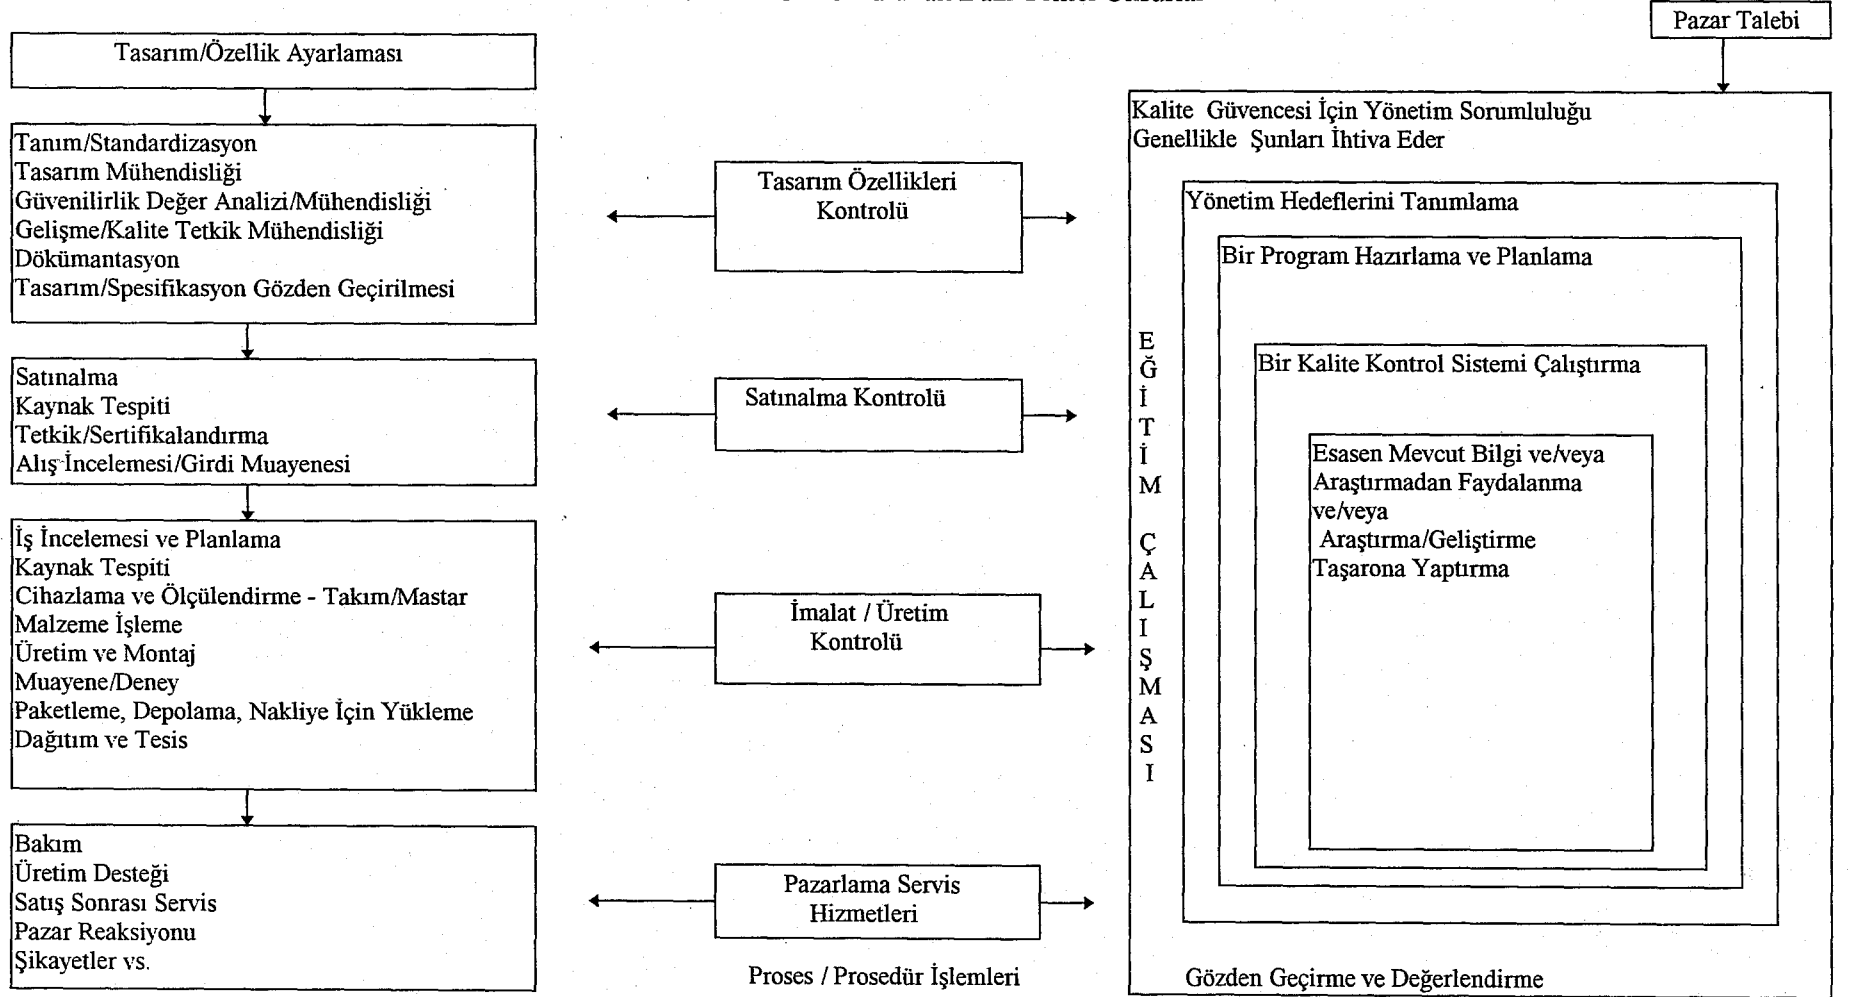 Bazı Temel Unsurlar
Pazar Talebi
Tasarım/Özellik Ayarlaması
Tanım/Standardizasyon
Tasarım Mühendisliği
Güvenilirlik Değer Analizi/Mühendisliği
Gelişme/Kalite Tetkik Mühendisliği
Dökümantasyon
Tasarım/Spesifikasyon Gözden Geçirilmesi
Satınalma
Kaynak Tespiti
Tetkik/Sertifikalandırma
Alış İncelemesi/Girdi Muayenesi
İş İncelemesi ve Planlama
Kaynak Tespiti
Cihazlama ve Ölçülendirme - Takım/Mastar
Malzeme İşleme
Üretim ve Montaj
Muayene/Deney
Paketleme, Depolama, Nakliye İçin Yükleme
Dağıtım ve Tesis
Bakım
Üretim Desteği
Satış Sonrası Servis
Pazar Reaksiyonu
Şikayetler vs.
Tasarım Özellikleri
Kontrolü
Satınalma Kontrolü
İmalat / Üretim
Kontrolü
Pazarlama Servis
Hizmetleri
Proses / Prosedür İşlemleri
Kalite Güvencesi İçin Yönetim Sorumluluğu
Genellikle Şunları İhtiva Eder
EĞİTİM ÇALIŞMASI
Yönetim Hedeflerini Tanımlama
Bir Program Hazırlama ve Planlama
Bir Kalite Kontrol Sistemi Çalıştırma
Esasen Mevcut Bilgi ve/veya
Araştırmadan Faydalanma
ve/veya
Araştırma/Geliştirme
Taşarona Yaptırma
Gözden Geçirme ve Değerlendirme